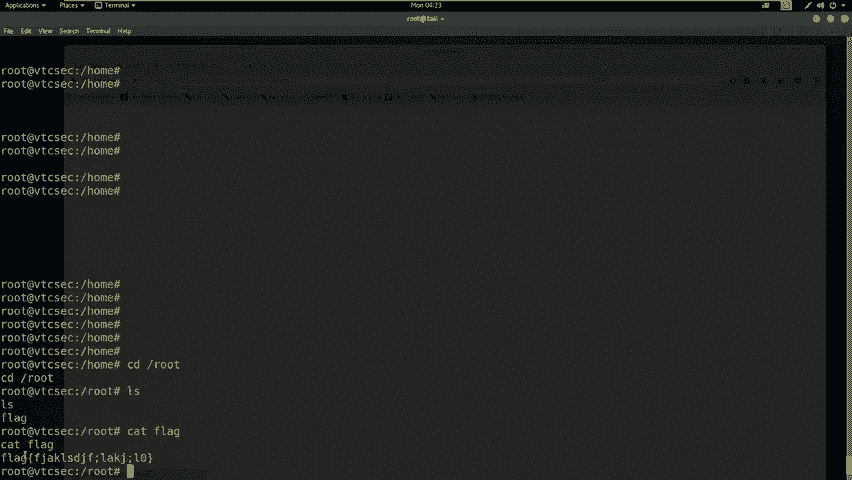 Applications Places Terminal Mon 04:23
File Edit View Search Terminal Help
root@vtcsec:/home#
root@vtcsec:/home#
root@vtcsec:/home#
root@vtcsec:/home#
root@vtcsec:/home#
root@vtcsec:/home#
root@vtcsec:/home#
root@vtcsec:/home#
root@vtcsec:/home#
root@vtcsec:/home#
root@vtcsec:/home#
root@vtcsec:/home#
root@vtcsec:/home# cd /root
cd /root
root@vtcsec:/root# ls
ls
flag
root@vtcsec:/root# cat flag
cat flag
flag{fjaklsdjf;lakj;l0}
root@vtcsec:/root#